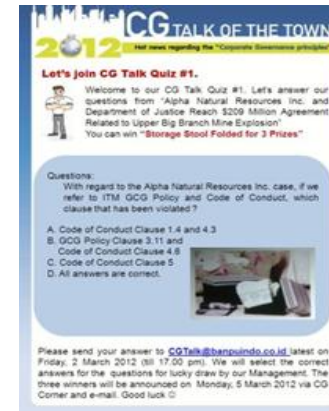 CG TALK OF THE TOWN
2012
Hot news regarding the "Corporate Governance principles"
Let's join CG Talk Quiz #1.
Welcome to our CG Talk Quiz #1. Let's answer our
questions from "Alpha Natural Resources Inc. and
Department of Justice Reach $209 Million Agreement
Related to Upper Big Branch Mine Explosion"
You can win "Storage Stool Folded for 3 Prizes"
Questions:
With regard to the Alpha Natural Resources Inc. case, if we
refer to ITM GCG Policy and Code of Conduct, which
clause that has been violated ?
A. Code of Conduct Clause 1.4 and 4.3
B. GCG Policy Clause 3.11 and
Code of Conduct Clause 4.6
C. Code of Conduct Clause 5
D. All answers are correct.
Please send your answer to CGTalk@banpuindo.co.id latest on
Friday, 2 March 2012 (till 17.00 pm). We will select the correct
answers for the questions for lucky draw by our Management. The
three winners will be announced on Monday, 5 March 2012 via CG
Corner and e-mail. Good luck ☺